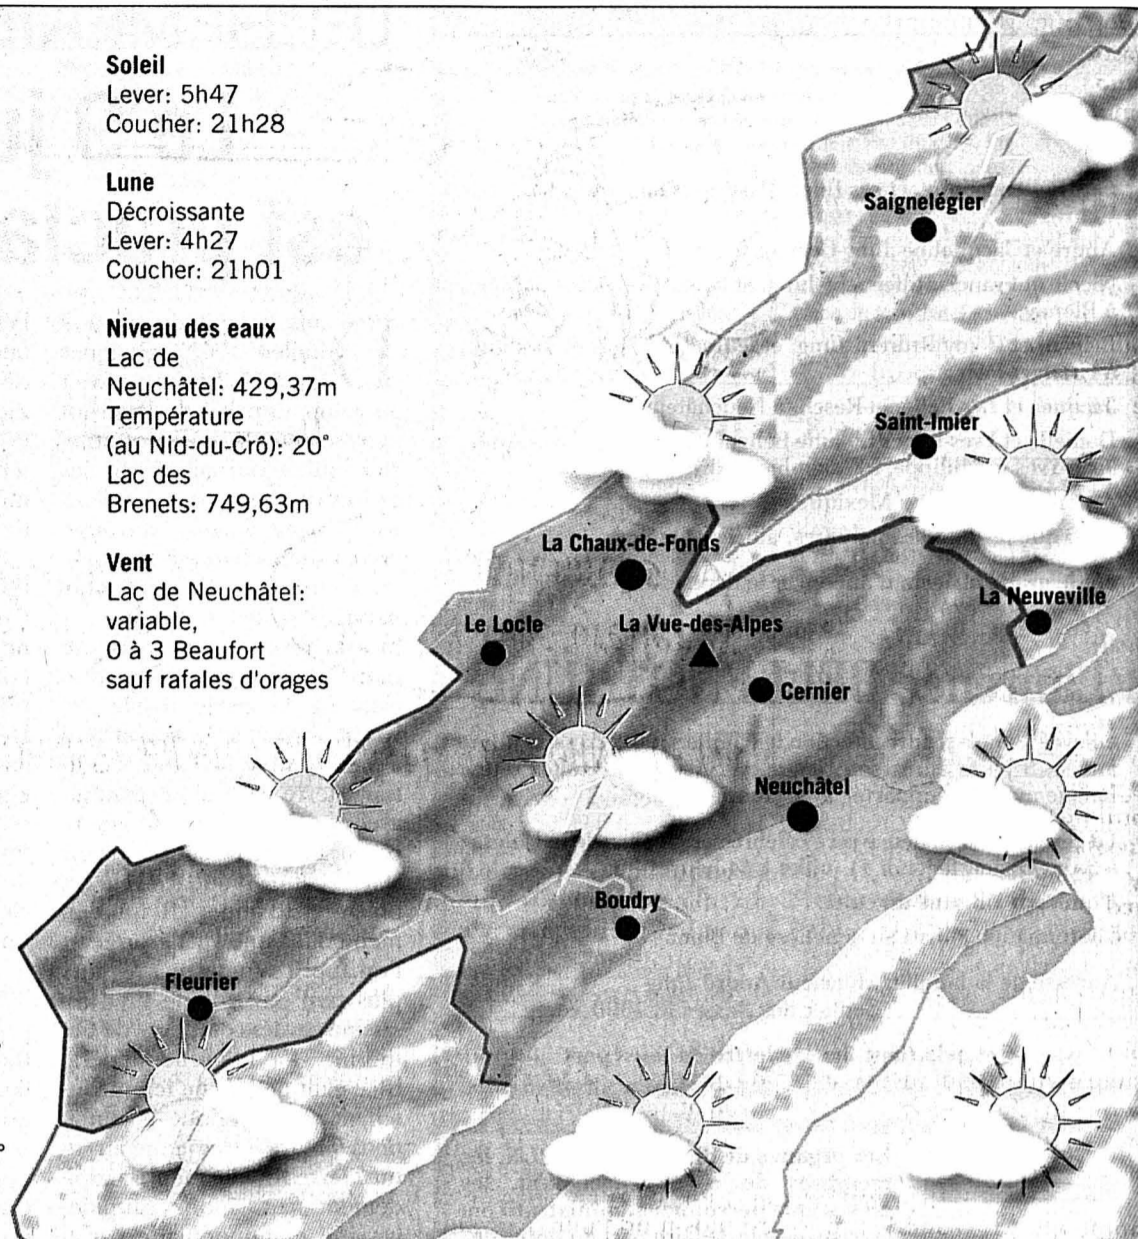 Soleil
Lever: 5h47
Coucher: 21h28
Lune
Décroissante
Lever: 4h27
Coucher: 21h01
Niveau des eaux
Lac de
Neuchâtel: 429,37m
Température
(au Nid-du-Crô): 20°
Lac des
Brenets: 749,63m
Vent
Lac de Neuchâtel:
variable,
0 à 3 Beaufort
sauf rafales d'orages
Saignelégier
Saint-Imier
La Chaux-de-Fonds
La Neuveville
Le Locle
La Vue-des-Alpes
Cernier
Neuchâtel
Boudry
Fleurier